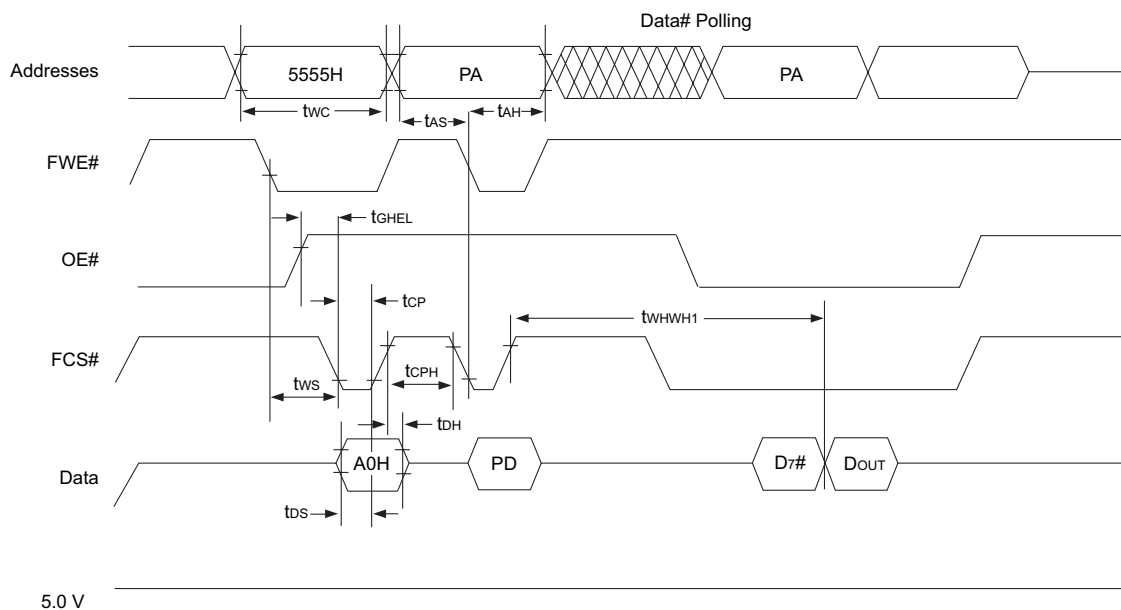 Data# Polling
Addresses
5555H
PA
PA
tWC
tAS
tAH
FWE#
tGHEL
OE#
tCP
tWHWH1
FCS#
tWS
tCPH
tDH
Data
A0H
PD
D7#
DOUT
tDS
5.0 V